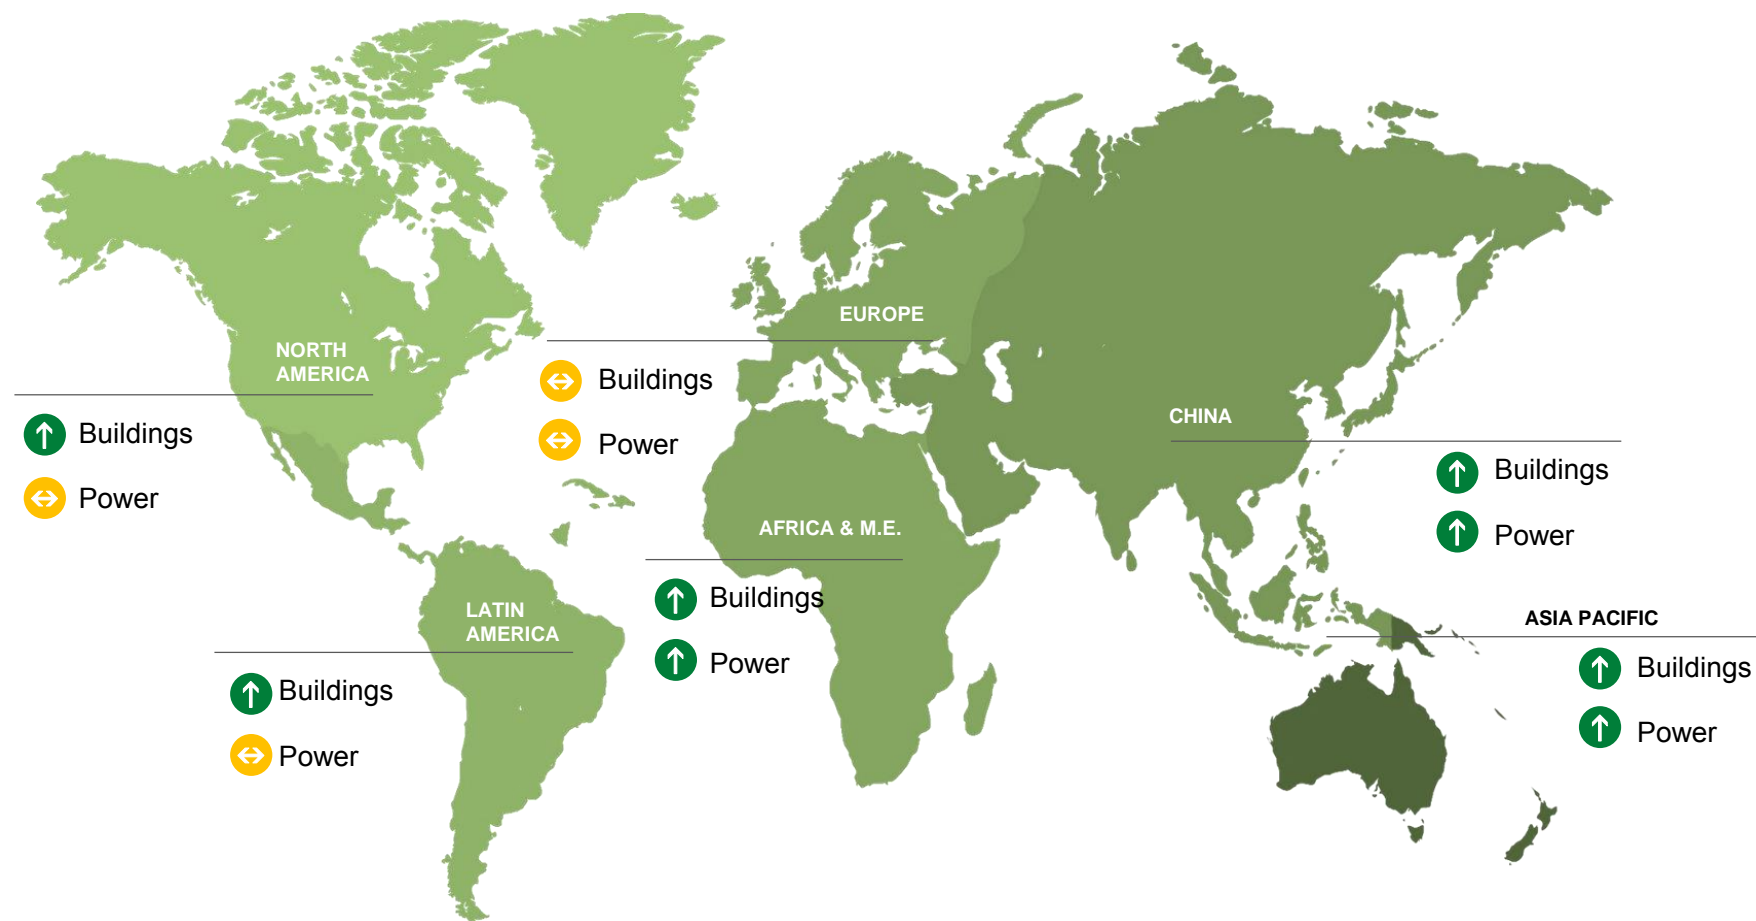 NORTH
AMERICA
Buildings
Power
EUROPE
Buildings
Power
CHINA
Buildings
Power
AFRICA & M.E.
Buildings
Power
LATIN
AMERICA
Buildings
Power
ASIA PACIFIC
Buildings
Power